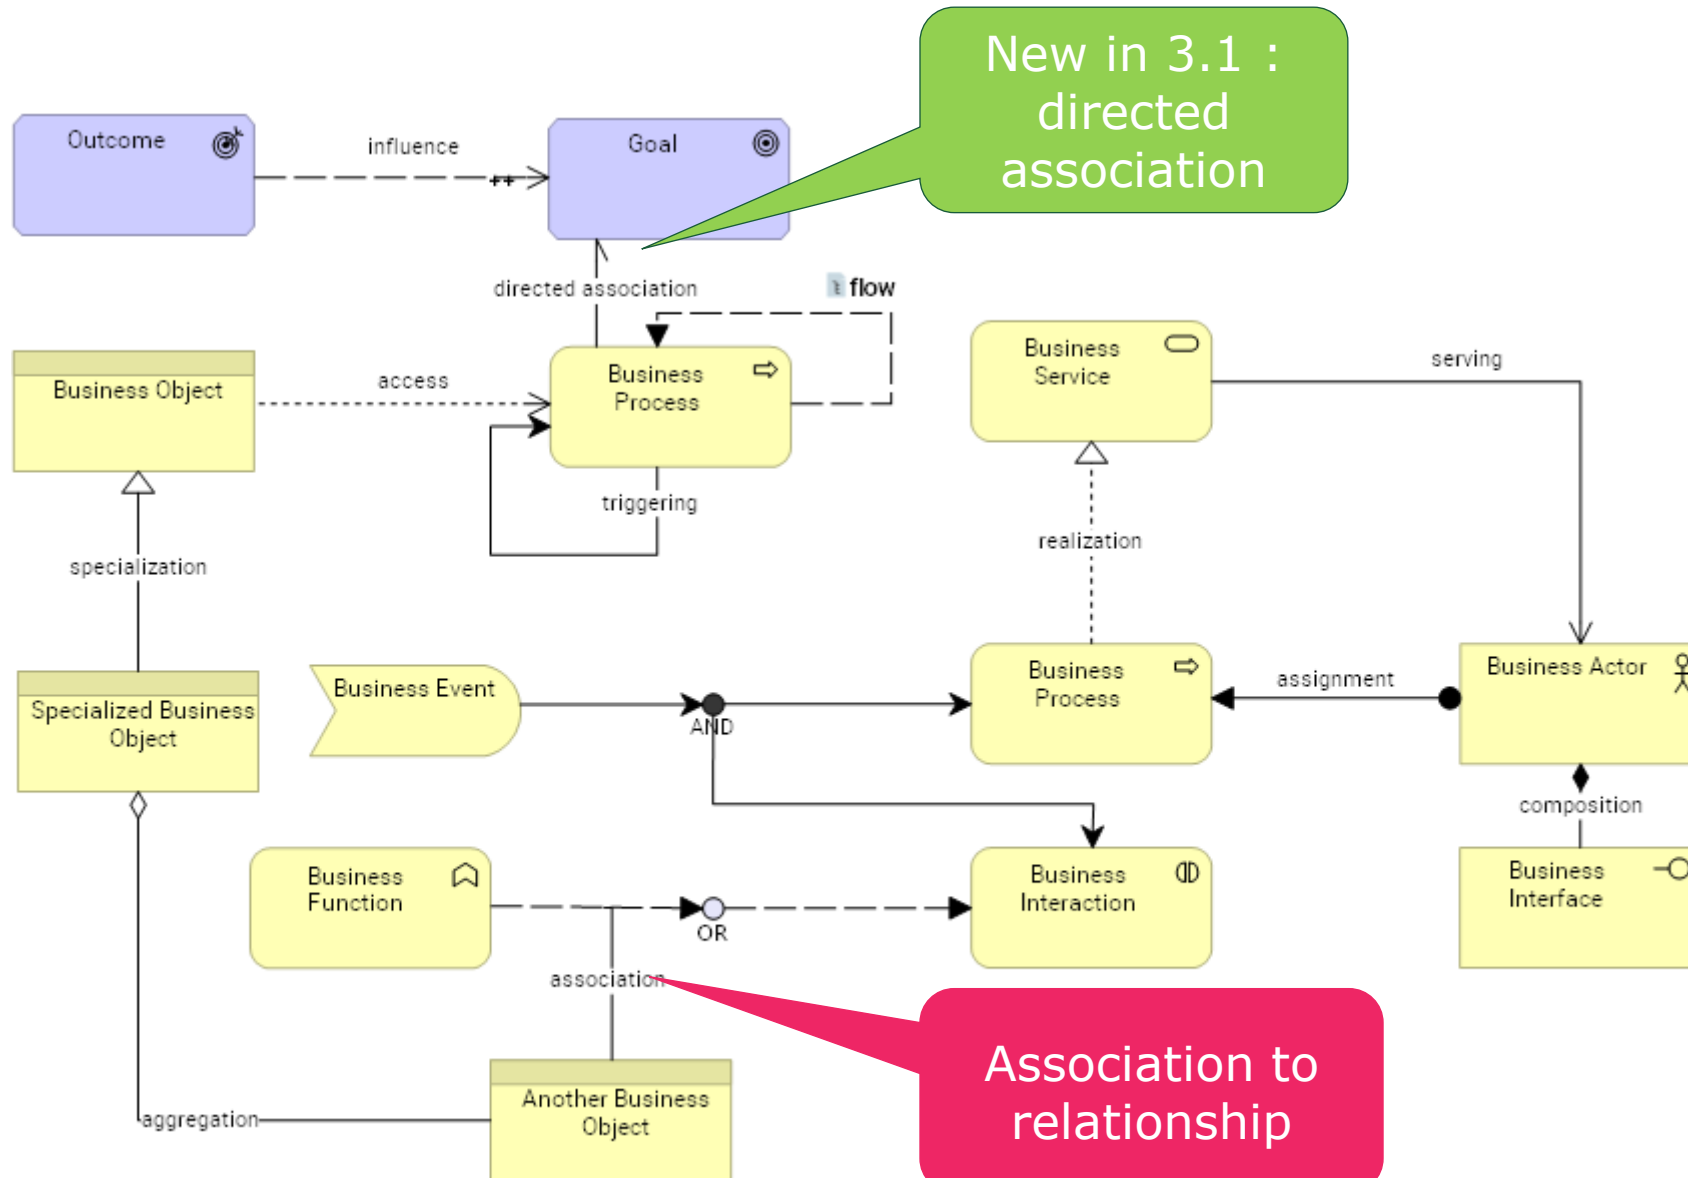 New in 3.1 :
directed
association
Outcome
influence
++
Goal
directed association
flow
Business Object
access
Business
Process
triggering
Business
Service
serving
specialization
realization
Specialized Business
Object
Business Event
AND
Business
Process
assignment
Business Actor
composition
Business
Function
OR
Business
Interaction
Business
Interface
association
Association to
relationship
aggregation
Another Business
Object